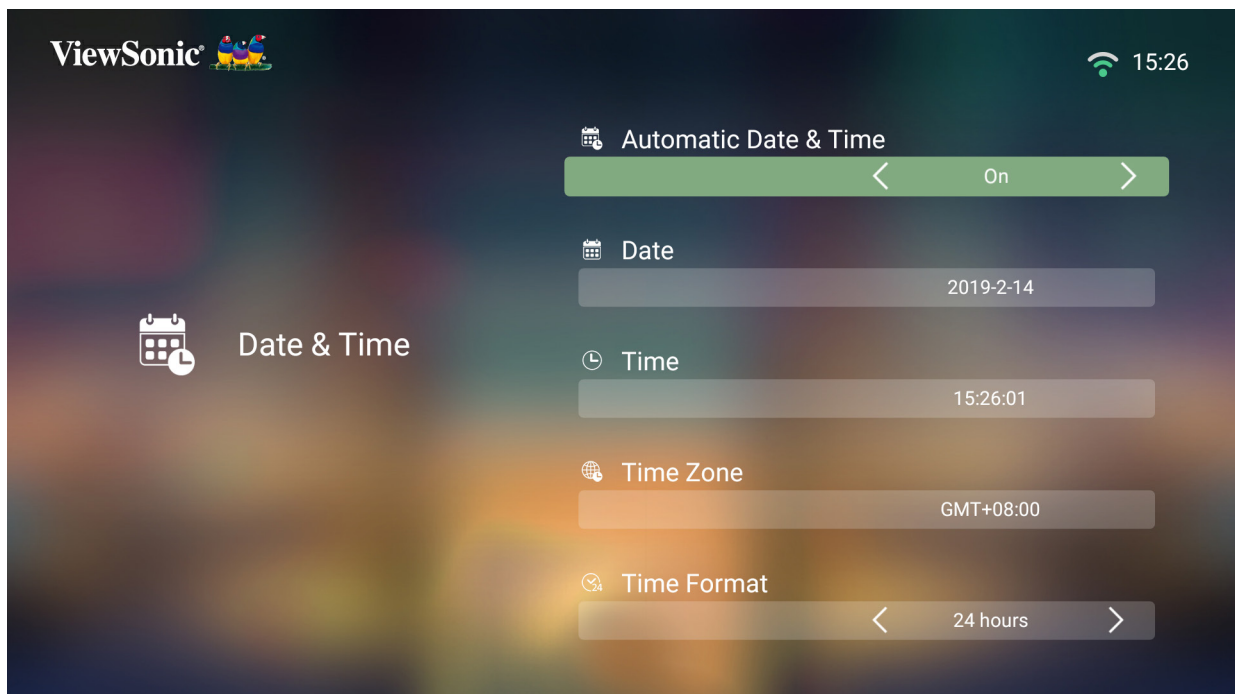 ViewSonic®
15:26
Automatic Date & Time
On
Date
2019-2-14
Date & Time
Time
15:26:01
Time Zone
GMT+08:00
Time Format
24 hours